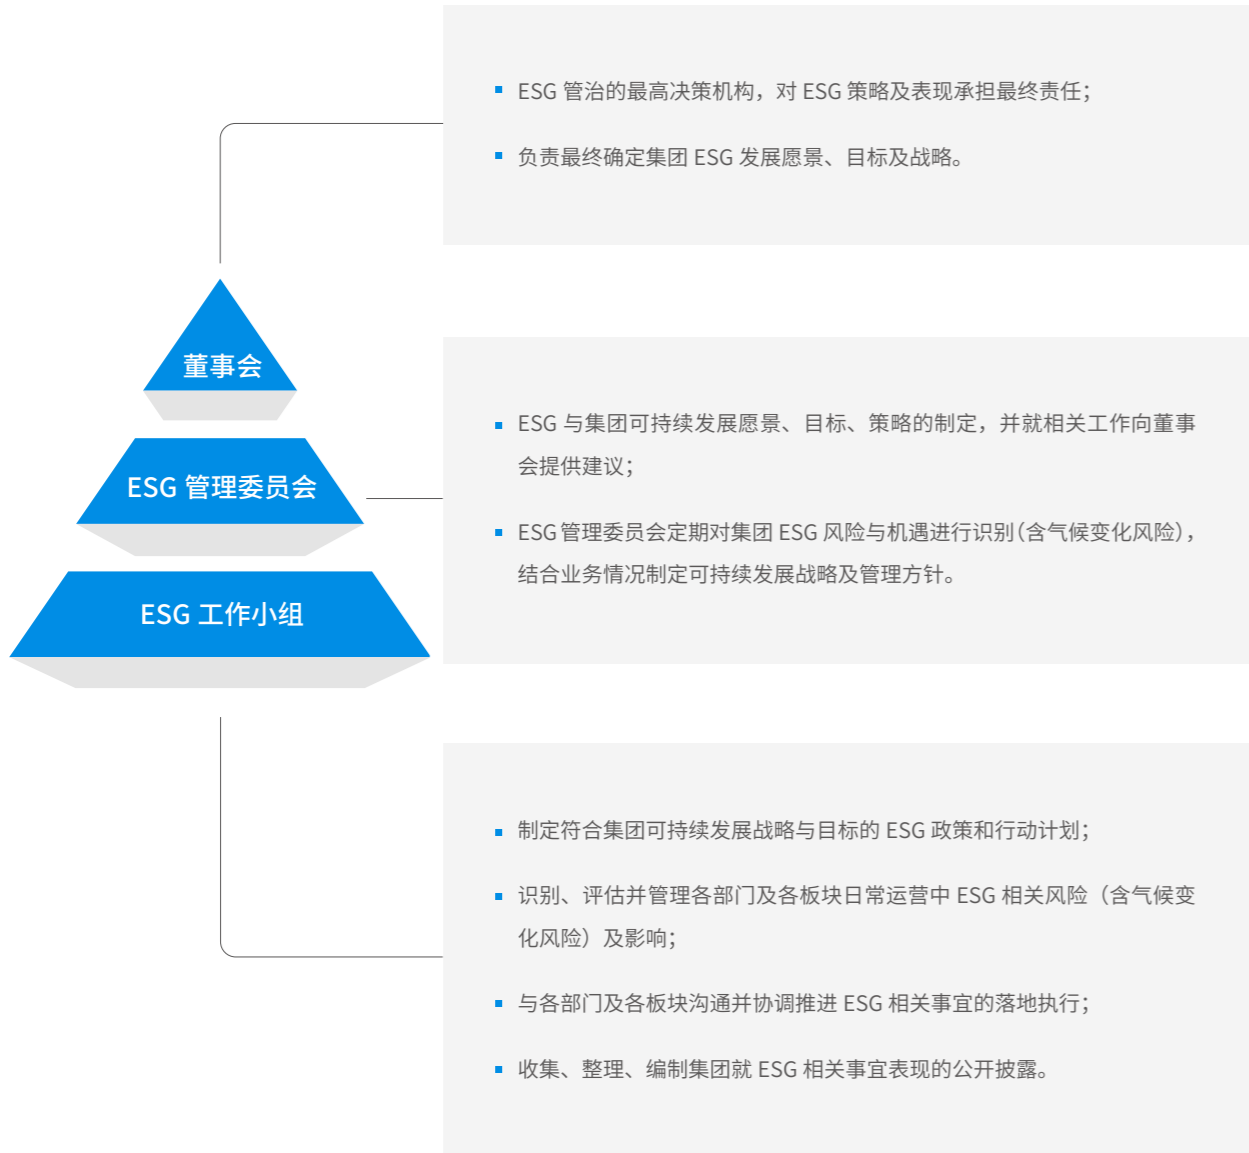 ESG 管治的最高决策机构，对 ESG 策略及表现承担最终责任；
负责最终确定集团 ESG 发展愿景、目标及战略。
董事会
ESG 与集团可持续发展愿景、目标、策略的制定，并就相关工作向董事
会提供建议；
ESG 管理委员会
ESG 管理委员会定期对集团 ESG 风险与机遇进行识别（含气候变化风险），
结合业务情况制定可持续发展战略及管理方针。
ESG 工作小组
制定符合集团可持续发展战略与目标的 ESG 政策和行动计划；
识别、评估并管理各部门及各板块日常运营中 ESG 相关风险（含气候变
化风险）及影响；
与各部门及各板块沟通并协调推进 ESG 相关事宜的落地执行；
收集、整理、编制集团就 ESG 相关事宜表现的公开披露。